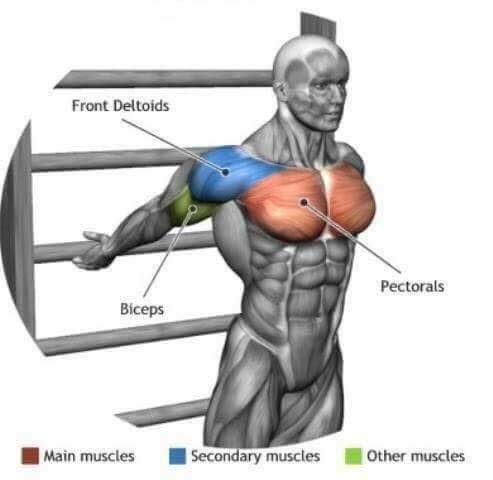 Front Deltoids
Biceps
Pectorals
Main muscles
Secondary muscles
Other muscles